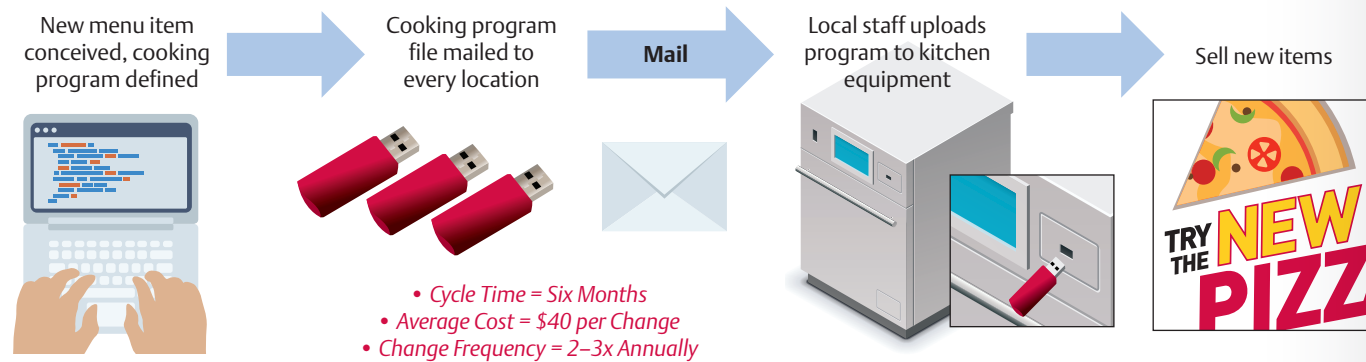 New menu item
conceived, cooking
program defined
Cooking program
file mailed to
every location
Mail
Local staff uploads
program to kitchen
equipment
Sell new items
• Cycle Time = Six Months
• Average Cost = $40 per Change
• Change Frequency = 2–3x Annually
TRY
THE
NEW
PIZZ